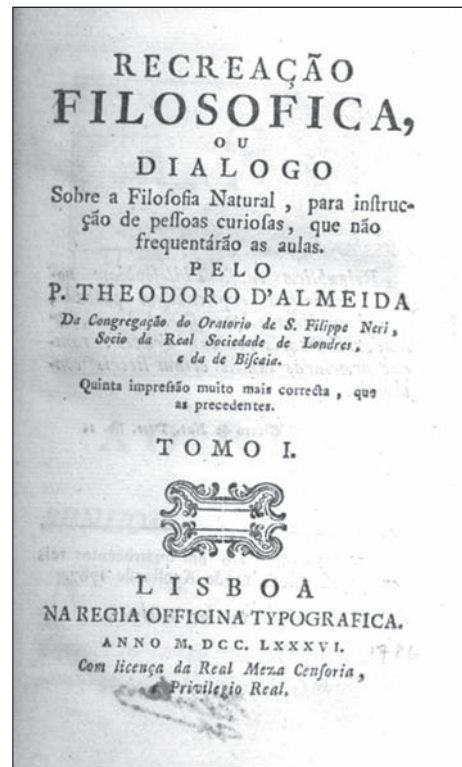 RECREAÇÃO
FILOSOFICA,
OU
DIALOGO
Sobre a Filoſofia Natural, para inſtruc-
ção de peſſoas curioſas, que não
frequentárão as aulas.
PELO
P. THEODORO D'ALMEIDA
Da Congregação do Oratorio de S. Filippe Neri,
Socio da Real Sociedade de Londres,
e da de Biſcaia.
Quinta impreſſão muito mais correcta, que
as precedentes.
TOMO I.
LISBOA
NA REGIA OFFICINA TYPOGRAFICA.
ANNO M. DCC. LXXXVI.
1786
Com licença da Real Meza Cenſoria,
e Privilegio Real.